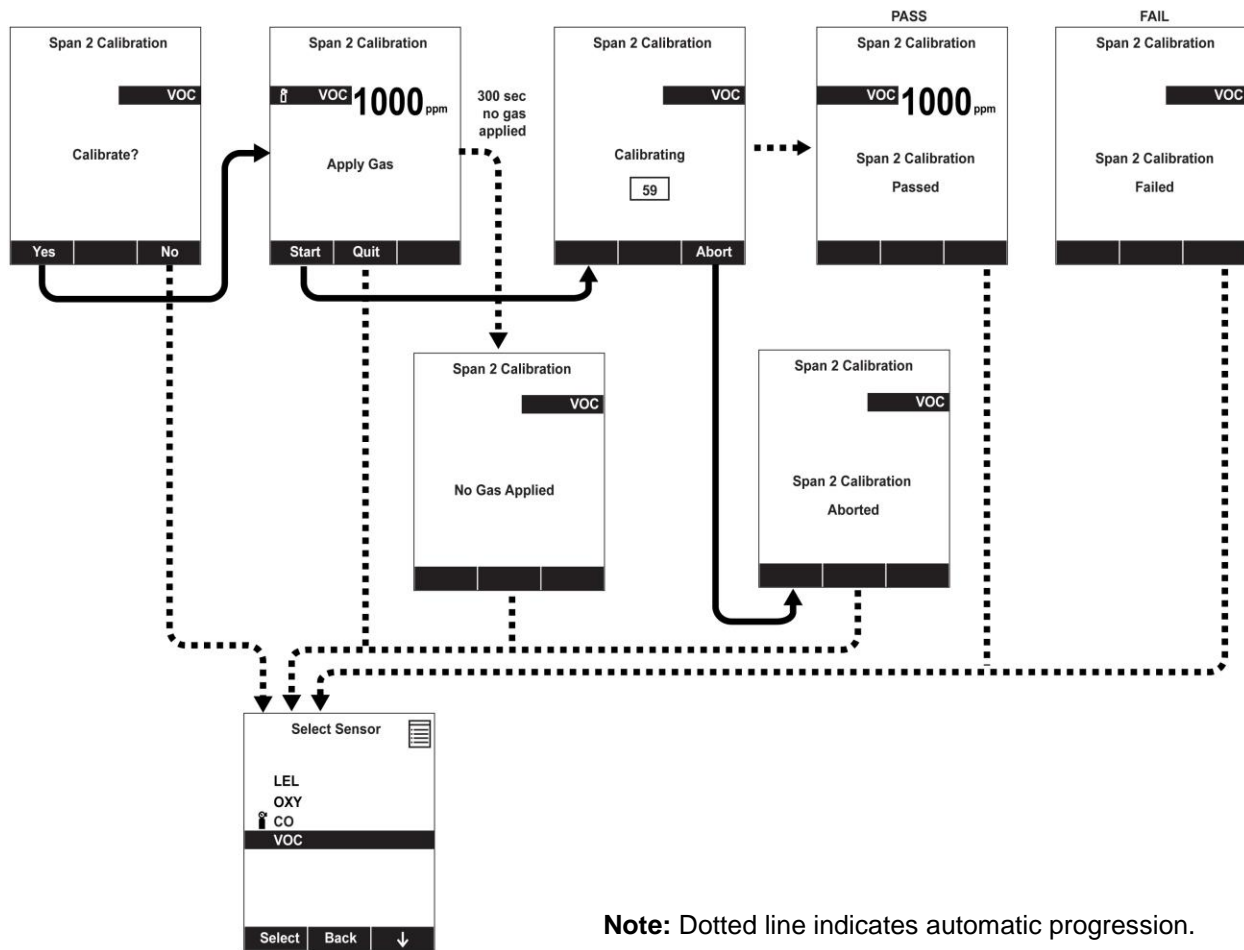 PASS
FAIL
Span 2 Calibration
VOC
Calibrate?
Yes
No
Span 2 Calibration
VOC 1000 ppm
Apply Gas
Start Quit
300 sec
no gas
applied
Span 2 Calibration
VOC
Calibrating
59
Abort
Span 2 Calibration
VOC 1000 ppm
Span 2 Calibration
Passed
Span 2 Calibration
VOC
Span 2 Calibration
Failed
Span 2 Calibration
VOC
No Gas Applied
Span 2 Calibration
VOC
Span 2 Calibration
Aborted
Select Sensor
LEL
OXY
CO
VOC
Select Back ↓
Note: Dotted line indicates automatic progression.